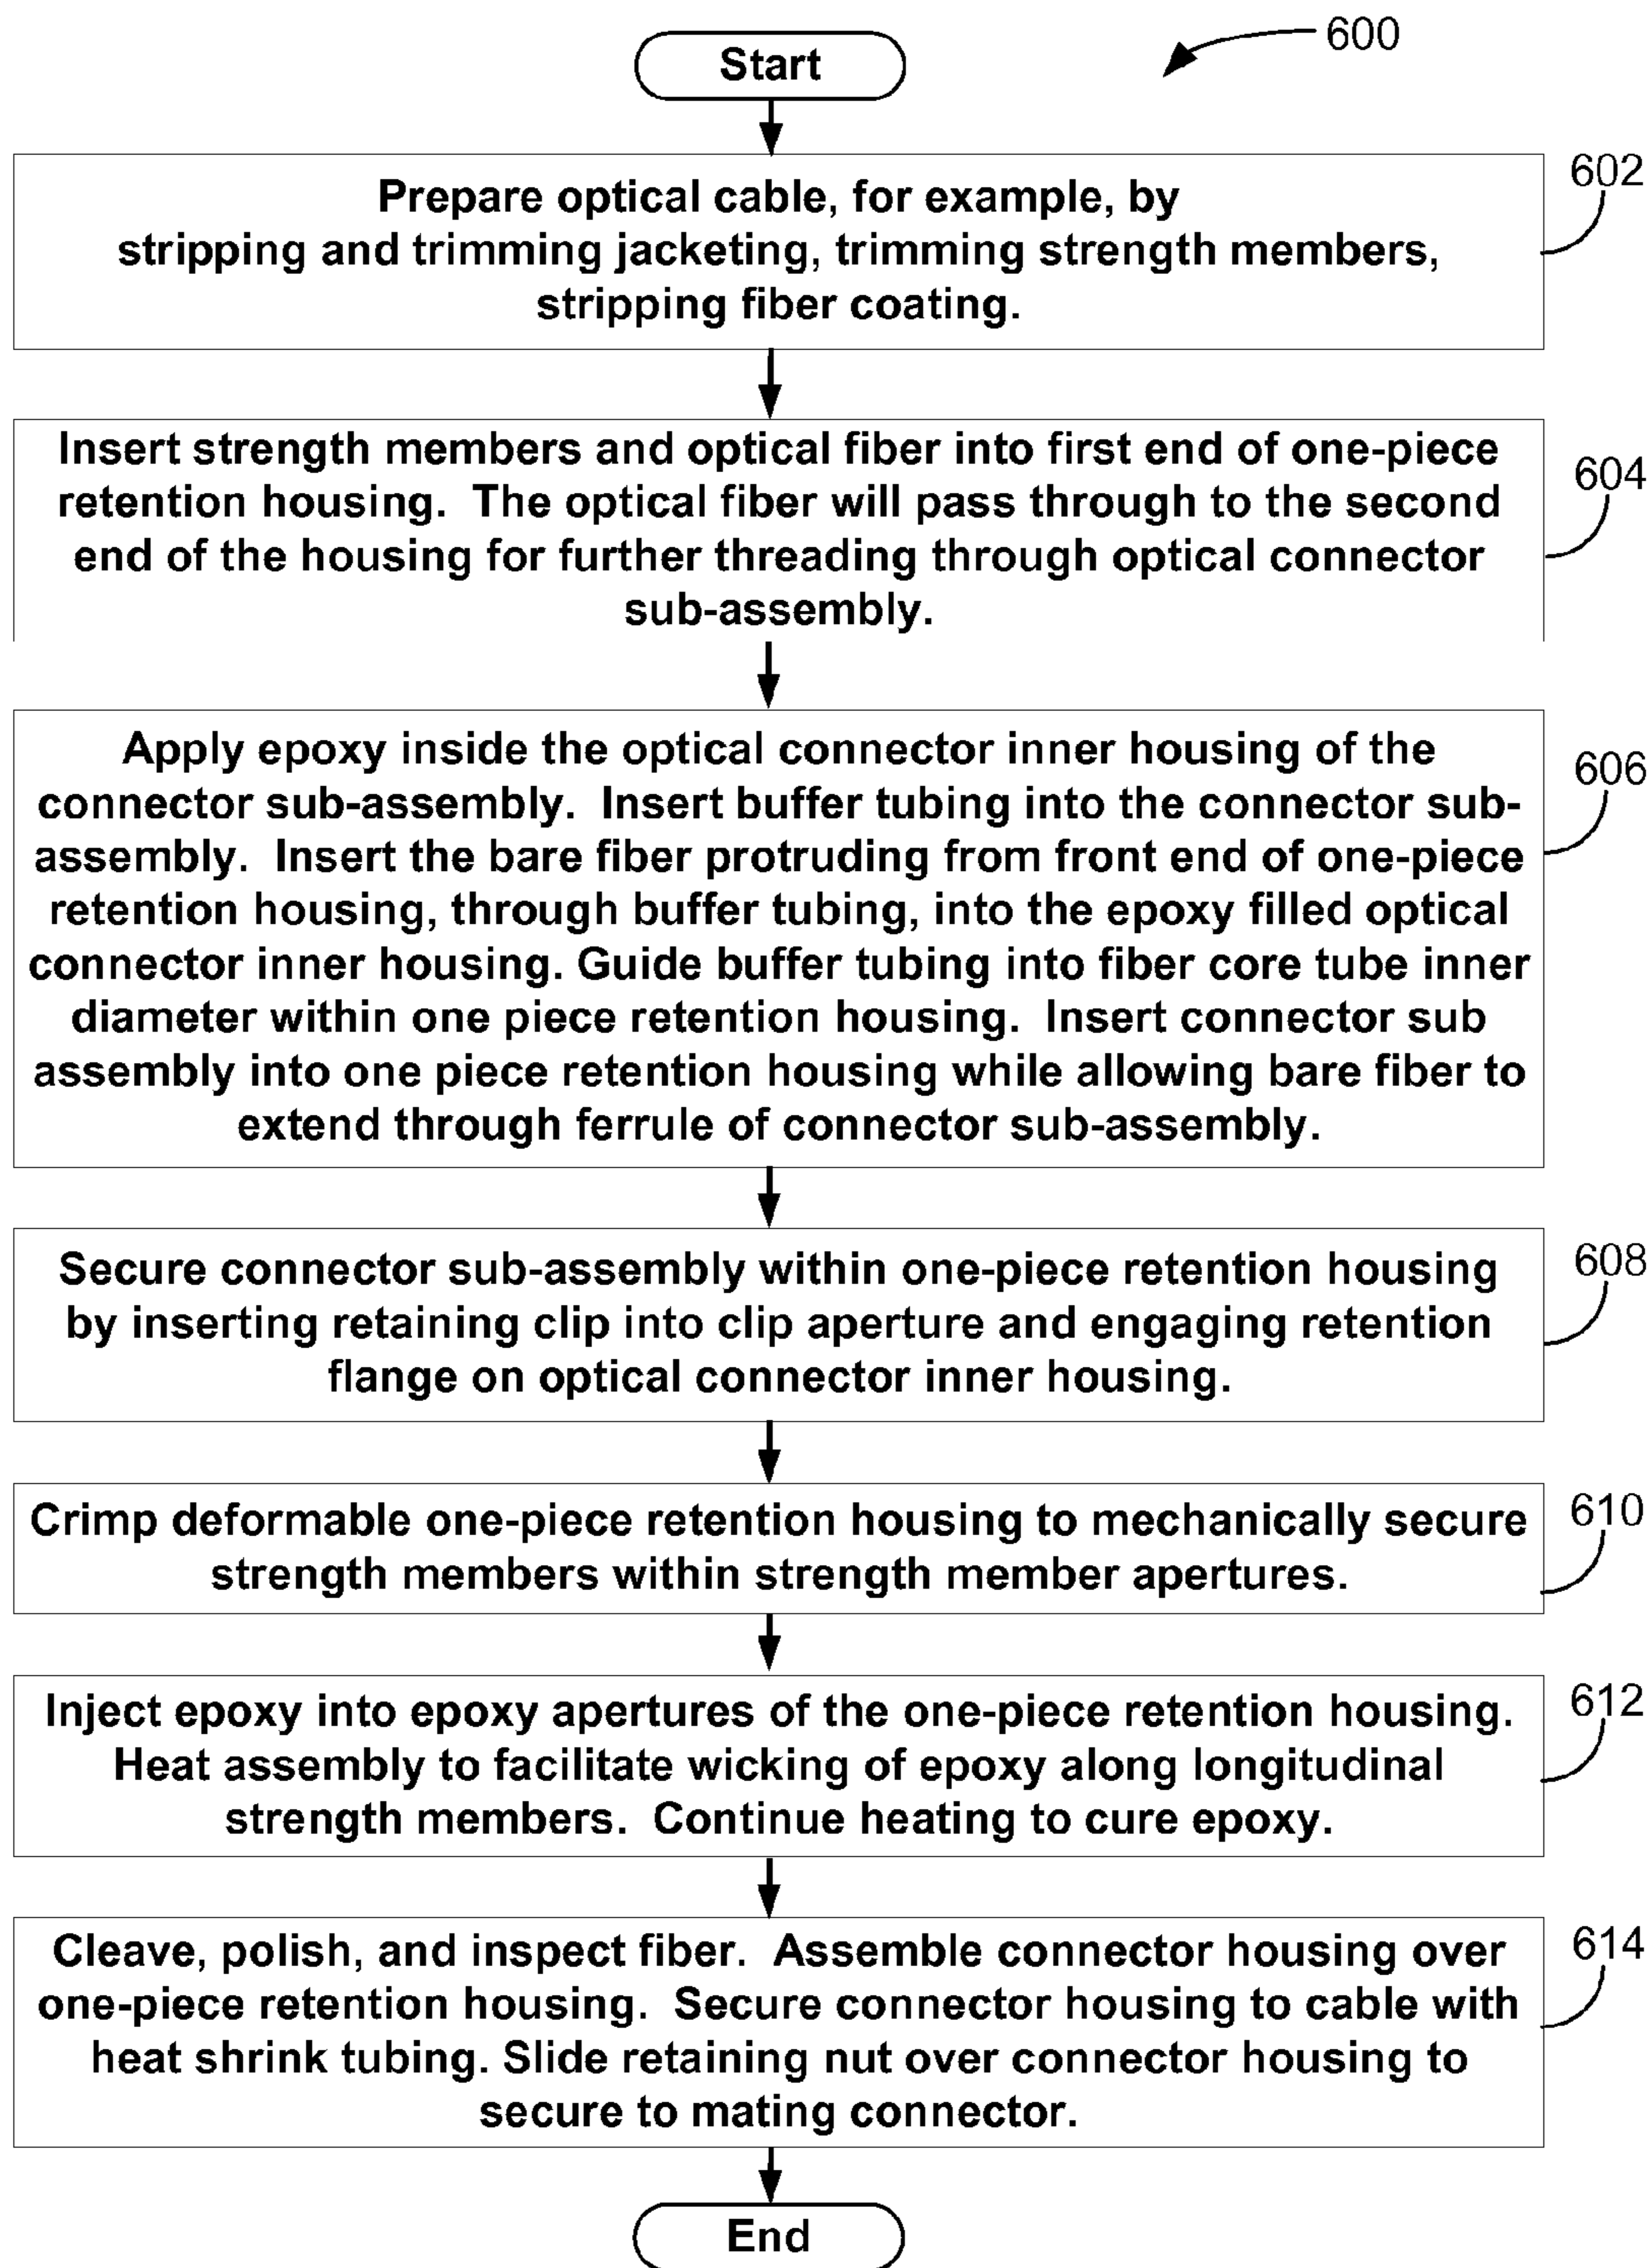 600
Start
602
Prepare optical cable, for example, by
stripping and trimming jacketing, trimming strength members,
stripping fiber coating.
604
Insert strength members and optical fiber into first end of one-piece
retention housing. The optical fiber will pass through to the second
end of the housing for further threading through optical connector
sub-assembly.
606
Apply epoxy inside the optical connector inner housing of the
connector sub-assembly. Insert buffer tubing into the connector sub-
assembly. Insert the bare fiber protruding from front end of one-piece
retention housing, through buffer tubing, into the epoxy filled optical
connector inner housing. Guide buffer tubing into fiber core tube inner
diameter within one piece retention housing. Insert connector sub
assembly into one piece retention housing while allowing bare fiber to
extend through ferrule of connector sub-assembly.
608
Secure connector sub-assembly within one-piece retention housing
by inserting retaining clip into clip aperture and engaging retention
flange on optical connector inner housing.
610
Crimp deformable one-piece retention housing to mechanically secure
strength members within strength member apertures.
612
Inject epoxy into epoxy apertures of the one-piece retention housing.
Heat assembly to facilitate wicking of epoxy along longitudinal
strength members. Continue heating to cure epoxy.
614
Cleave, polish, and inspect fiber. Assemble connector housing over
one-piece retention housing. Secure connector housing to cable with
heat shrink tubing. Slide retaining nut over connector housing to
secure to mating connector.
End